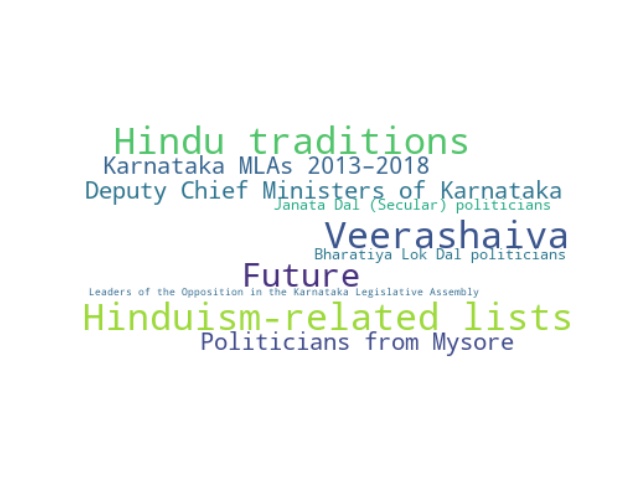 Hindu traditions
Karnataka MLAs 2013–2018
Deputy Chief Ministers of Karnataka
Janata Dal (Secular) politicians
Veerashaiva
Bharatiya Lok Dal politicians
Future
Leaders of the Opposition in the Karnataka Legislative Assembly
Hinduism-related lists
Politicians from Mysore